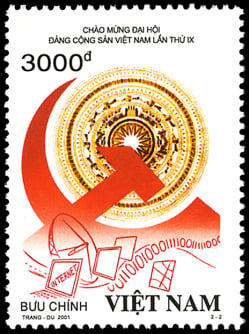 CHÀO MỪNG ĐẠI HỘI
ĐẢNG CỘNG SẢN VIỆT NAM LẦN THỨ IX
3000đ
INTERNET
BƯU CHÍNH
VIỆT NAM
TRANG - DU 2001
2 - 2